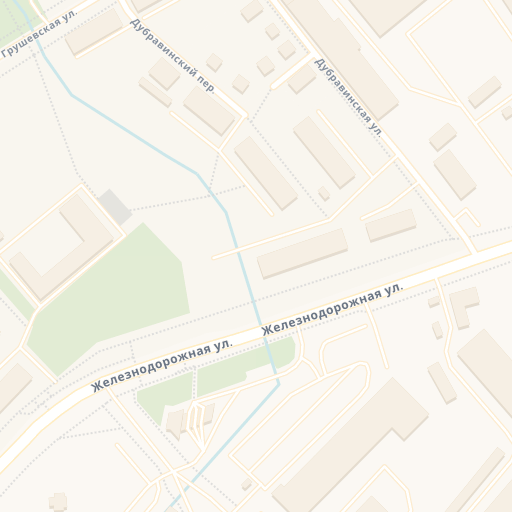 Грушевская ул.
Дубравинский пер.
Дубравинская ул.
Железнодорожная ул.
Железнодорожная ул.